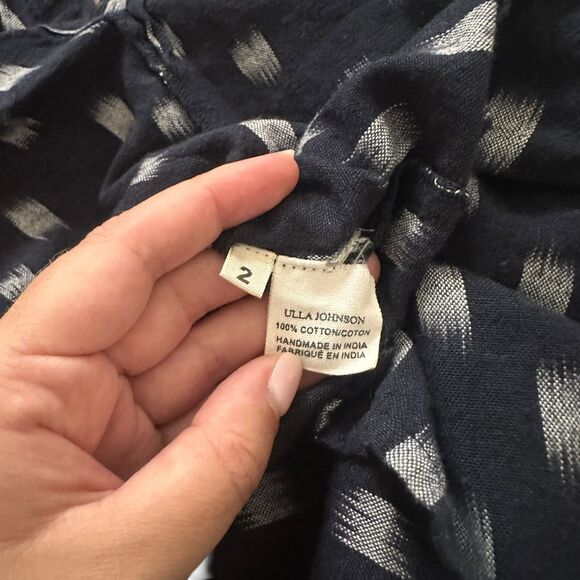 2
ULLA JOHNSON
100% COTTON/COTON
HANDMADE IN INDIA
FABRIQUÉ EN INDIA